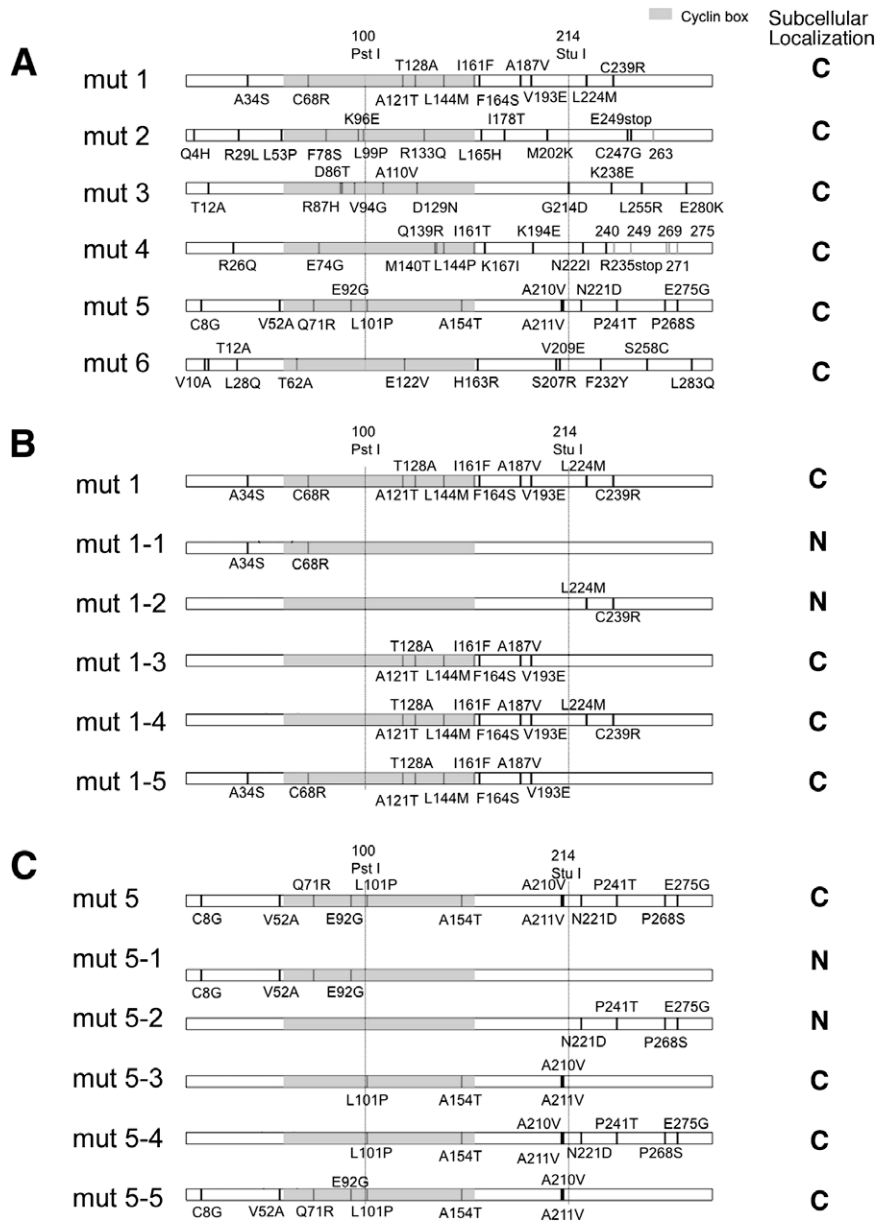 Cyclin box
Subcellular
Localization
A
100
Pst I
214
Stu I
T128A I161F A187V C239R
mut 1 C
A34S C68R A121T L144M F164S V193E L224M
K96E I178T E249stop
mut 2 C
Q4H R29L L53P F78S L99P R133Q L165H M202K C247G 263
D86T A110V K238E
mut 3 C
T12A R87H V94G D129N G214D L255R E280K
Q139R I161T K194E 240 249 269 275
mut 4 C
R26Q E74G M140T L144P K167I N222I R235stop 271
E92G A210V N221D E275G
mut 5 C
C8G V52A Q71R L101P A154T A211V P241T P268S
T12A V209E S258C
mut 6 C
V10A L28Q T62A E122V H163R S207R F232Y L283Q
B
100
Pst I
214
Stu I
T128A I161F A187V L224M
mut 1 C
A34S C68R A121T L144M F164S V193E C239R
mut 1-1 N
A34S C68R
L224M
mut 1-2 N
C239R
T128A I161F A187V
mut 1-3 C
A121T L144M F164S V193E
T128A I161F A187V L224M
mut 1-4 C
A121T L144M F164S V193E C239R
T128A I161F A187V
mut 1-5 C
A34S C68R A121T L144M F164S V193E
C
100
Pst I
214
Stu I
Q71R L101P A210V P241T E275G
mut 5 C
C8G V52A E92G A154T A211V N221D P268S
mut 5-1 N
C8G V52A E92G
P241T E275G
mut 5-2 N
N221D P268S
A210V
mut 5-3 C
L101P A154T A211V
A210V P241T E275G
mut 5-4 C
L101P A154T A211V N221D P268S
E92G A210V
mut 5-5 C
C8G V52A Q71R L101P A154T A211V